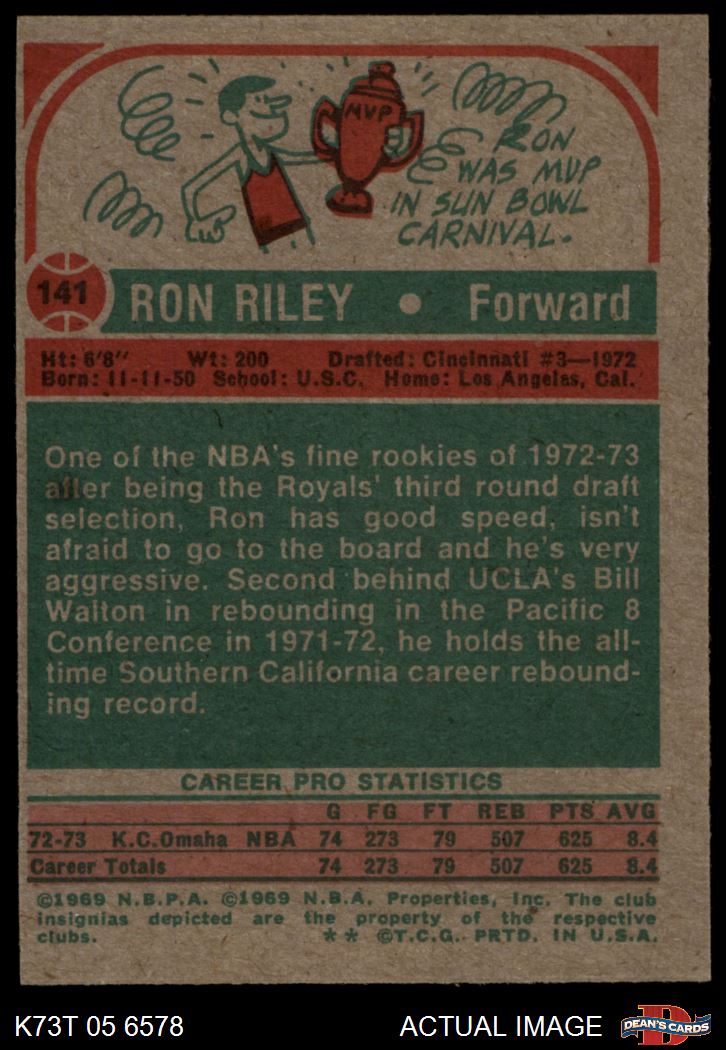 MVP
RON
WAS MVP
IN SUN BOWL
CARNIVAL.
141 RON RILEY • Forward
Ht: 6'8" Wt: 200 Drafted: Cincinnati #3—1972
Born: 11-11-50 School: U.S.C. Home: Los Angeles, Cal.
One of the NBA's fine rookies of 1972-73
after being the Royals' third round draft
selection, Ron has good speed, isn't
afraid to go to the board and he's very
aggressive. Second behind UCLA's Bill
Walton in rebounding in the Pacific 8
Conference in 1971-72, he holds the all-
time Southern California career rebound-
ing record.
CAREER PRO STATISTICS
G FG FT REB PTS AVG
72-73 K.C.Omaha NBA 74 273 79 507 625 8.4
Career Totals 74 273 79 507 625 8.4
©1969 N.B.P.A. ©1969 N.B.A. Properties, Inc. The club
insignias depicted are the property of the respective
clubs. * * ©T.C.G. PRTD. IN U.S.A.
K73T 05 6578 ACTUAL IMAGE D DEAN'S CARDS